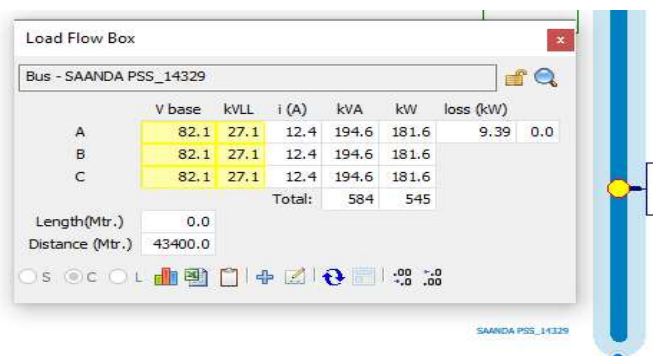 Load Flow Box
Bus - SAANDA PSS_14329
V base kVLL i (A) kVA kW loss (kW)
A 82.1 27.1 12.4 194.6 181.6 9.39 0.0
B 82.1 27.1 12.4 194.6 181.6
C 82.1 27.1 12.4 194.6 181.6
Total: 584 545
Length(Mtr.) 0.0
Distance (Mtr.) 43400.0
S C L
SAANDA PSS_14329